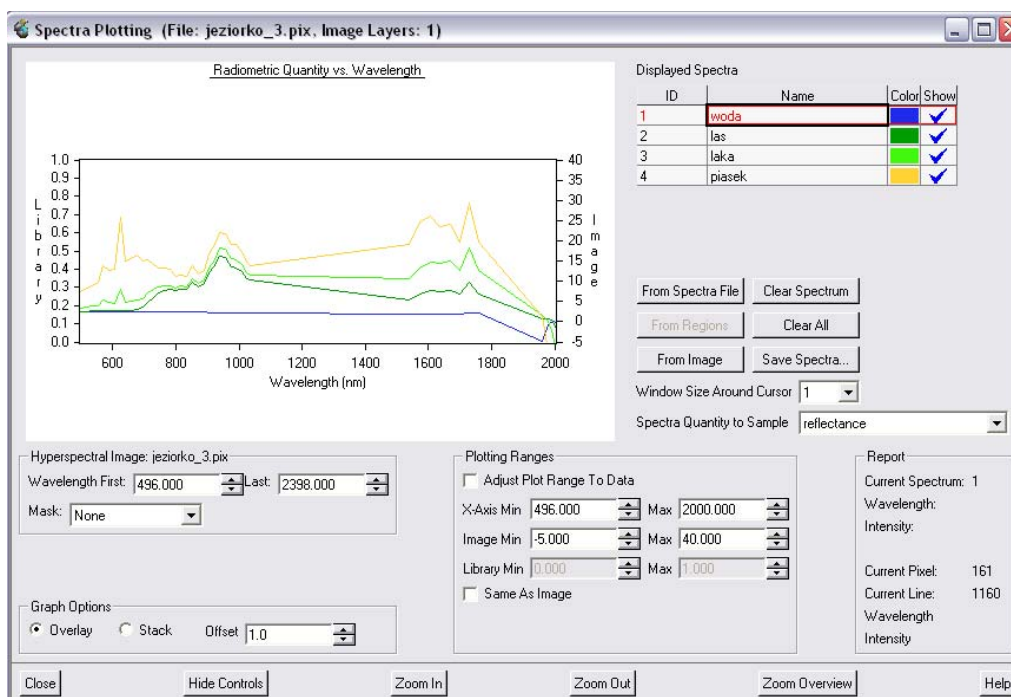 Spectra Plotting (File: jeziorko_3.pix, Image Layers: 1)
Radiometric Quantity vs. Wavelength
1.0
0.9
0.8
0.7
0.6
0.5
0.4
0.3
0.2
0.1
0.0
Library
40
35
30
25
20
15
10
5
0
-5
Image
600 800 1000 1200 1400 1600 1800 2000
Wavelength (nm)
Displayed Spectra
ID Name Color Show
1 woda
2 las
3 laka
4 piasek
From Spectra File Clear Spectrum
From Regions Clear All
From Image Save Spectra...
Window Size Around Cursor 1
Spectra Quantity to Sample reflectance
Hyperspectral Image: jeziorko_3.pix
Wavelength First: 496.000 Last: 2398.000
Mask: None
Graph Options
Overlay Stack Offset 1.0
Plotting Ranges
Adjust Plot Range To Data
X-Axis Min 496.000 Max 2000.000
Image Min -5.000 Max 40.000
Library Min 0.000 Max 1.000
Same As Image
Report
Current Spectrum: 1
Wavelength:
Intensity:
Current Pixel: 161
Current Line: 1160
Wavelength
Intensity
Close Hide Controls Zoom In Zoom Out Zoom Overview Help